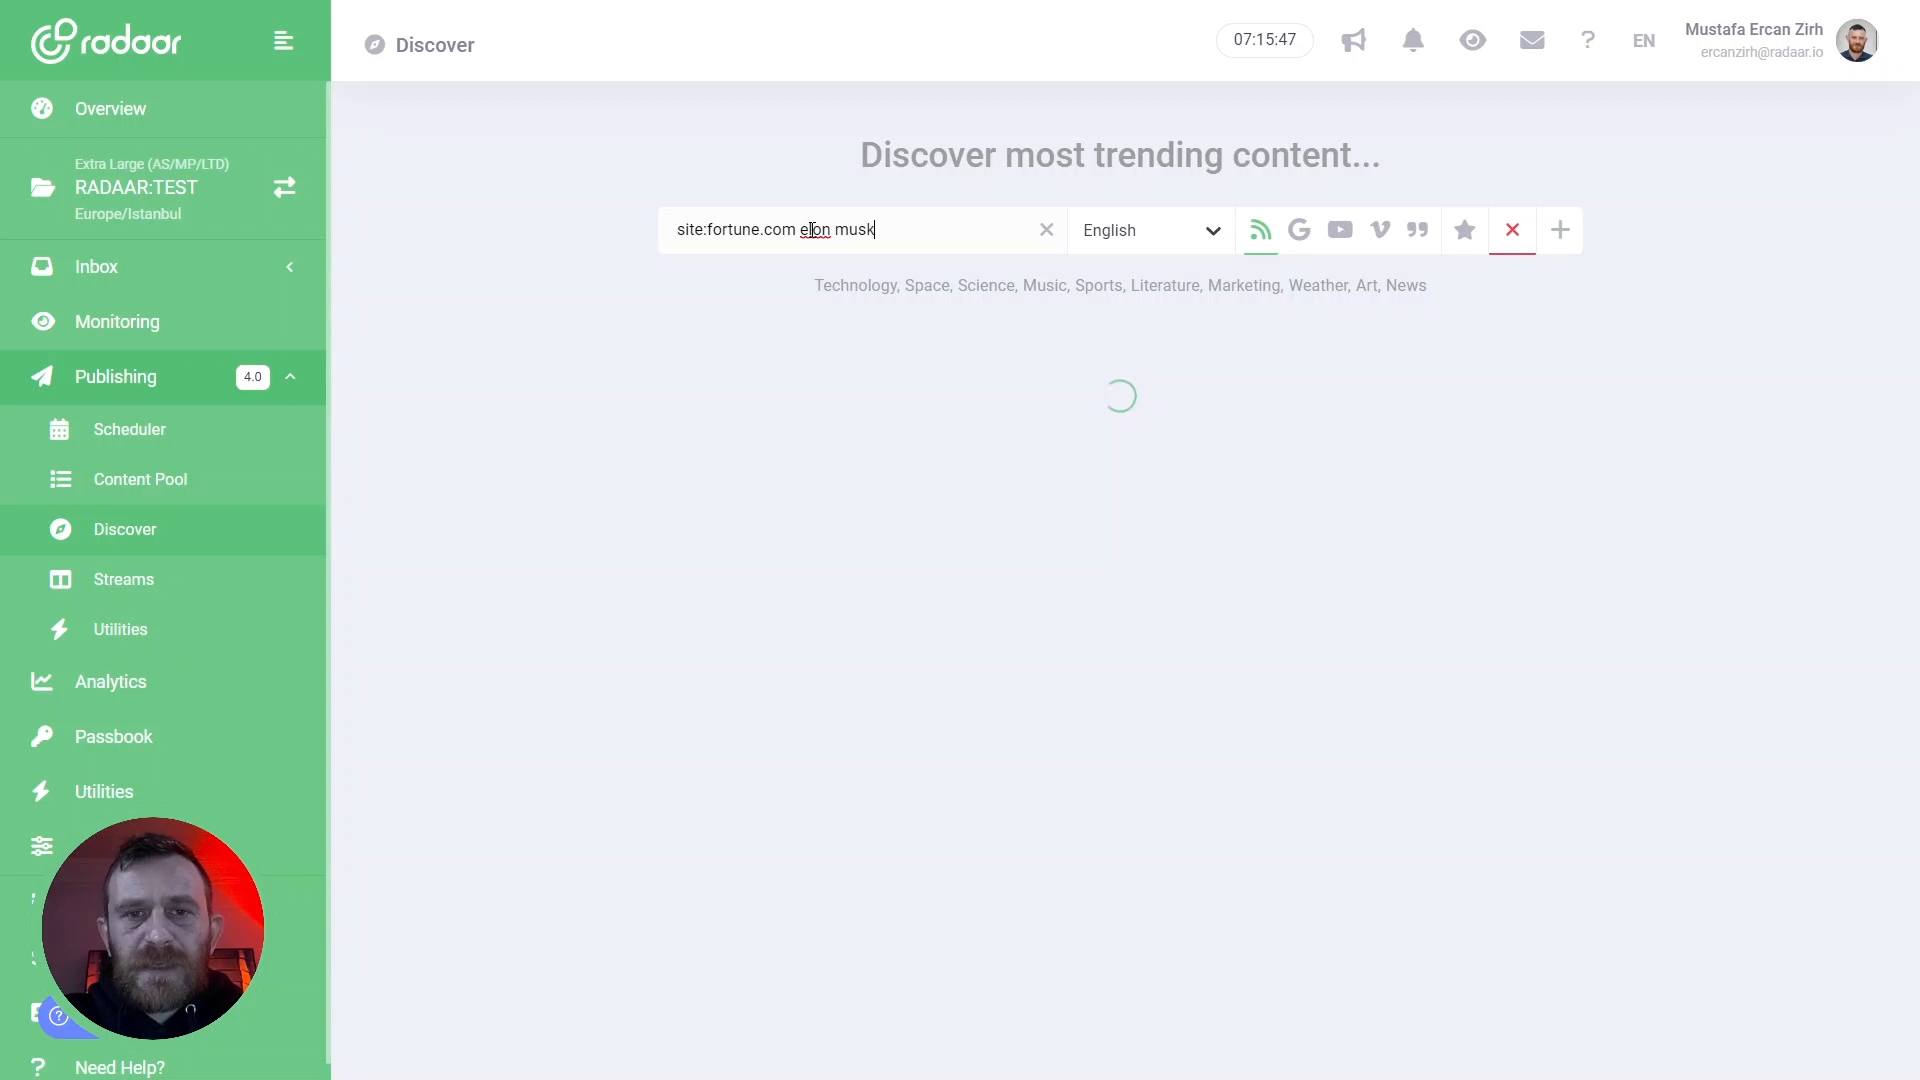 radaar
Discover
07:15:47
EN
Mustafa Ercan Zirh
ercanzirh@radaar.io
Overview
Extra Large (AS/MP/LTD)
RADAAR:TEST
Europe/Istanbul
Inbox
Monitoring
Publishing 4.0
Scheduler
Content Pool
Discover
Streams
Utilities
Analytics
Passbook
Utilities
? Need Help?
Discover most trending content...
site:fortune.com elon musk
English
Technology, Space, Science, Music, Sports, Literature, Marketing, Weather, Art, News